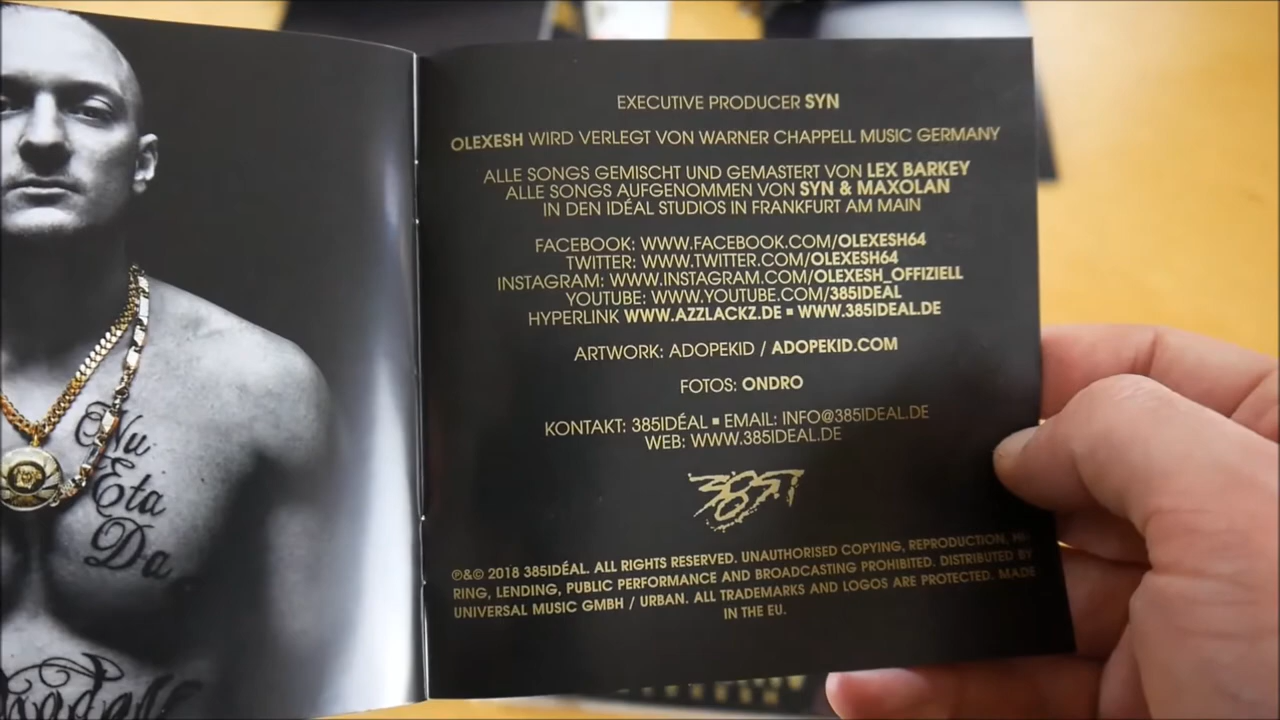 Nu
Eta
Da
EXECUTIVE PRODUCER SYN
OLEXESH WIRD VERLEGT VON WARNER CHAPPELL MUSIC GERMANY
ALLE SONGS GEMISCHT UND GEMASTERT VON LEX BARKEY
ALLE SONGS AUFGENOMMEN VON SYN & MAXOLAN
IN DEN IDÉAL STUDIOS IN FRANKFURT AM MAIN
FACEBOOK: WWW.FACEBOOK.COM/OLEXESH64
TWITTER: WWW.TWITTER.COM/OLEXESH64
INSTAGRAM: WWW.INSTAGRAM.COM/OLEXESH_OFFIZIELL
YOUTUBE: WWW.YOUTUBE.COM/385IDEAL
HYPERLINK WWW.AZZLACKZ.DE ▪ WWW.385IDEAL.DE
ARTWORK: ADOPEKID / ADOPEKID.COM
FOTOS: ONDRO
KONTAKT: 385IDÉAL ▪ EMAIL: INFO@385IDEAL.DE
WEB: WWW.385IDEAL.DE
385I
℗&© 2018 385IDÉAL. ALL RIGHTS RESERVED. UNAUTHORISED COPYING, REPRODUCTION, HI-
RING, LENDING, PUBLIC PERFORMANCE AND BROADCASTING PROHIBITED. DISTRIBUTED BY
UNIVERSAL MUSIC GMBH / URBAN. ALL TRADEMARKS AND LOGOS ARE PROTECTED. MADE
IN THE EU.